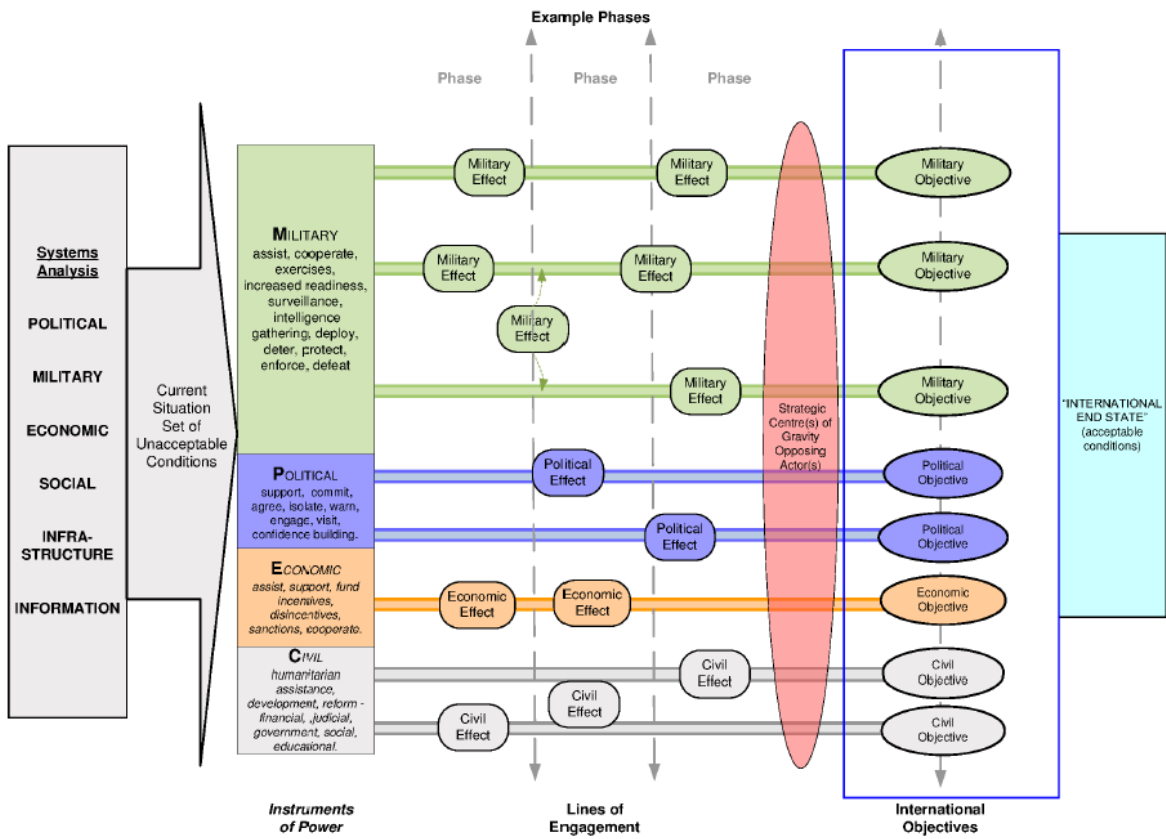 Example Phases
Phase
Phase
Phase
Systems
Analysis
POLITICAL
MILITARY
ECONOMIC
SOCIAL
INFRA-
STRUCTURE
INFORMATION
Current
Situation
Set of
Unacceptable
Conditions
MILITARY
assist, cooperate,
exercises,
increased readiness,
surveillance,
intelligence
gathering, deploy,
deter, protect,
enforce, defeat
POLITICAL
support, commit,
agree, isolate, warn,
engage, visit,
confidence building.
ECONOMIC
assist, support, fund
incentives,
disincentives,
sanctions, cooperate.
CIVIL
humanitarian
assistance,
development, reform -
financial, ,judicial,
government, social,
educational.
Military
Effect
Military
Effect
Military
Effect
Military
Effect
Military
Effect
Military
Effect
Political
Effect
Political
Effect
Economic
Effect
Economic
Effect
Civil
Effect
Civil
Effect
Civil
Effect
Strategic
Centre(s) of
Gravity
Opposing
Actor(s)
Military
Objective
Military
Objective
Military
Objective
Political
Objective
Political
Objective
Economic
Objective
Civil
Objective
Civil
Objective
"INTERNATIONAL
END STATE"
(acceptable
conditions)
Instruments
of Power
Lines of
Engagement
International
Objectives